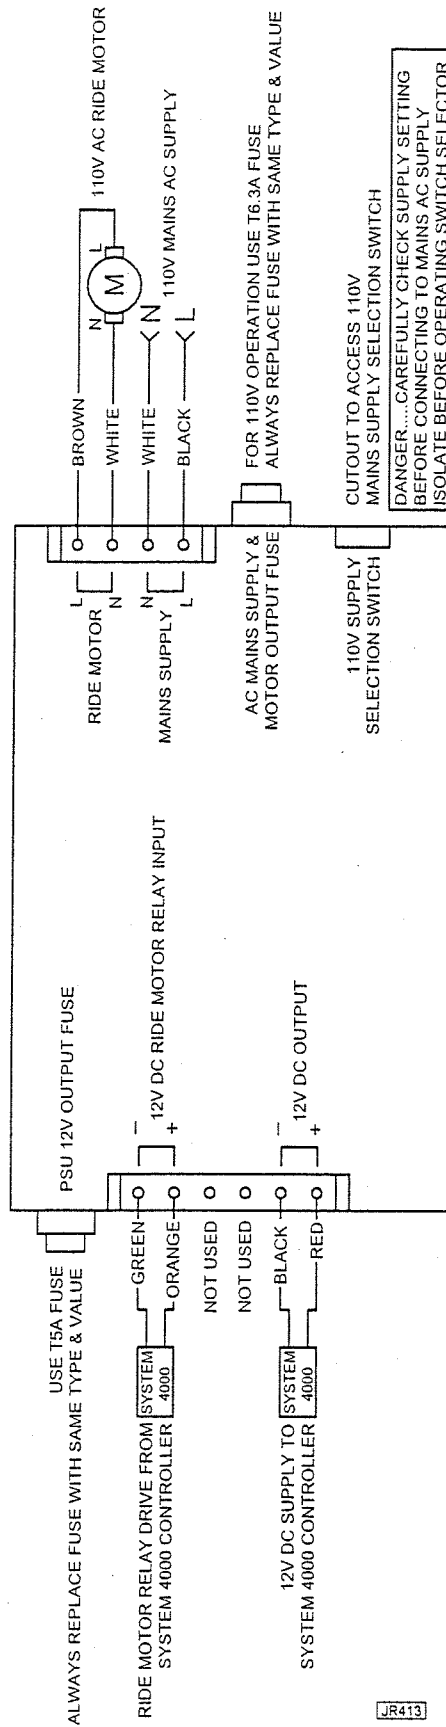 USE T5A FUSE
ALWAYS REPLACE FUSE WITH SAME TYPE & VALUE
PSU 12V OUTPUT FUSE
RIDE MOTOR RELAY DRIVE FROM
SYSTEM 4000 CONTROLLER
SYSTEM
4000
GREEN
ORANGE
NOT USED
NOT USED
BLACK
RED
12V DC SUPPLY TO
SYSTEM 4000 CONTROLLER
SYSTEM
4000
−
12V DC RIDE MOTOR RELAY INPUT
+
−
12V DC OUTPUT
+
RIDE MOTOR
L
N
MAINS SUPPLY
N
L
BROWN
WHITE
WHITE
BLACK
N
L
M
110V AC RIDE MOTOR
N
L
110V MAINS AC SUPPLY
AC MAINS SUPPLY &
MOTOR OUTPUT FUSE
FOR 110V OPERATION USE T6.3A FUSE
ALWAYS REPLACE FUSE WITH SAME TYPE & VALUE
110V SUPPLY
SELECTION SWITCH
CUTOUT TO ACCESS 110V
MAINS SUPPLY SELECTION SWITCH
DANGER.....CAREFULLY CHECK SUPPLY SETTING
BEFORE CONNECTING TO MAINS AC SUPPLY
ISOLATE BEFORE OPERATING SWITCH SELECTOR
JR413